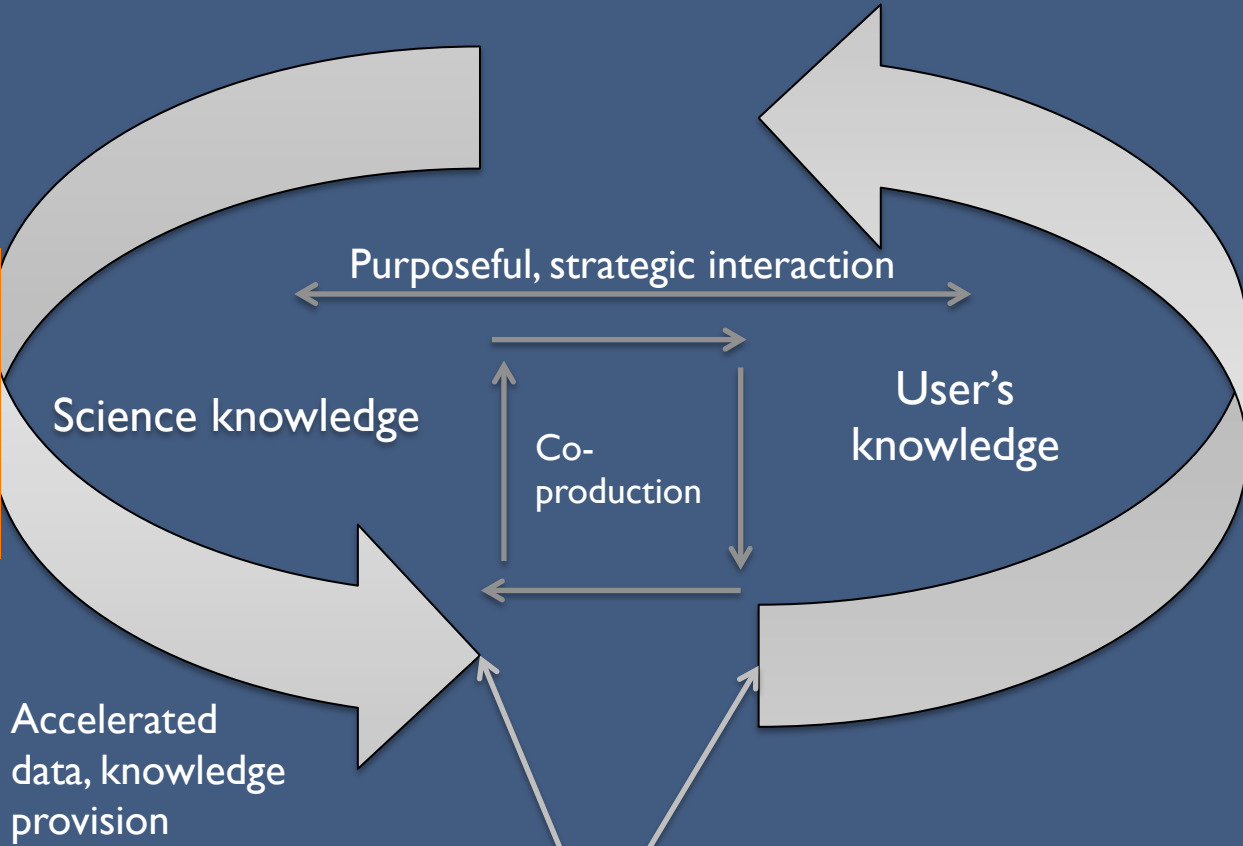 Purposeful, strategic interaction
Science knowledge
User’s
knowledge
Co-
production
Accelerated
data, knowledge
provision